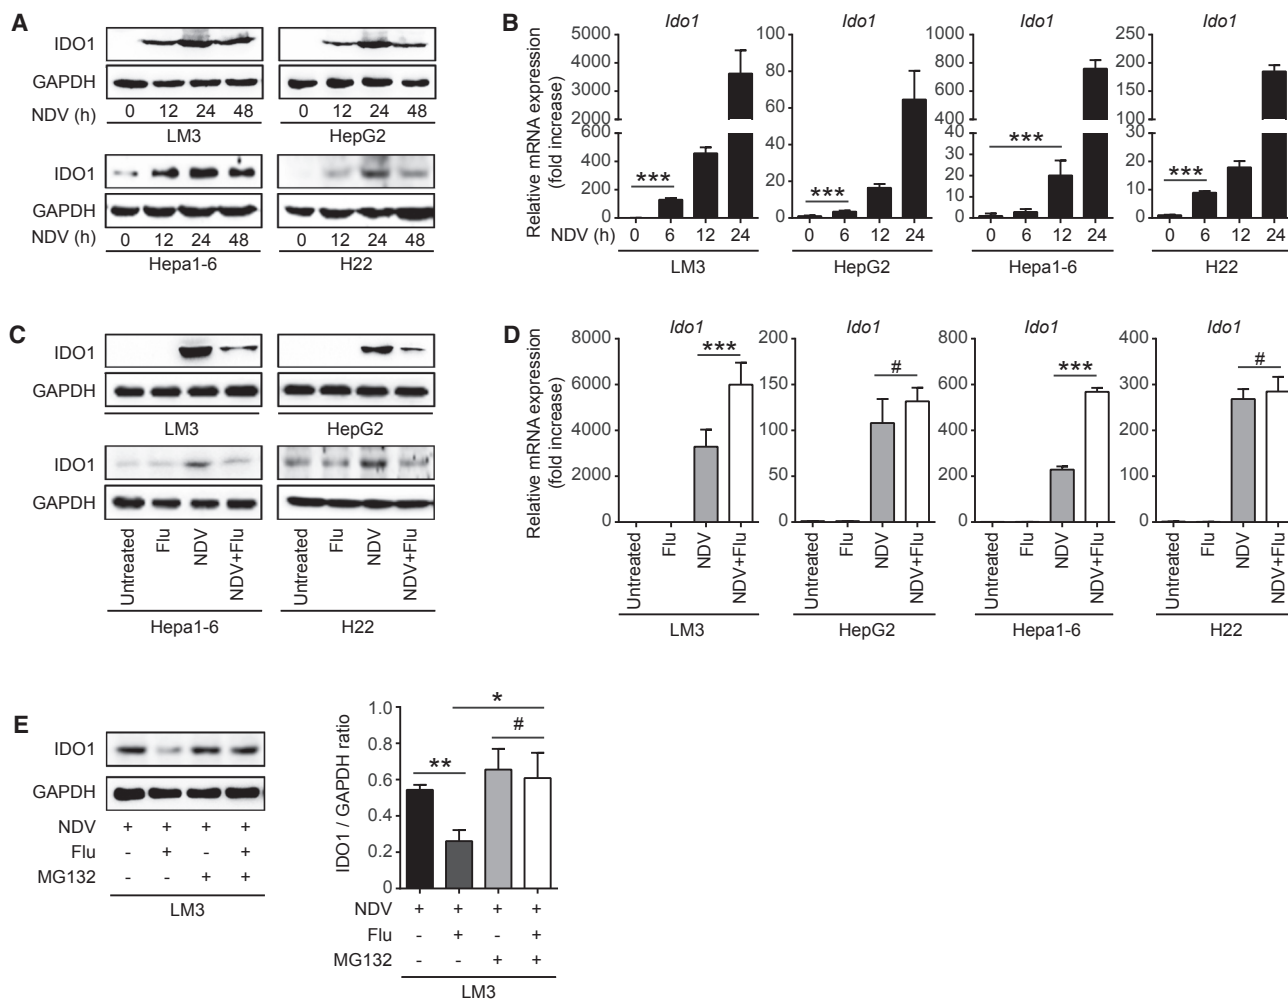 A
IDO1
GAPDH
NDV (h) 0 12 24 48 0 12 24 48
LM3 HepG2
IDO1
GAPDH
NDV (h) 0 12 24 48 0 12 24 48
Hepa1-6 H22
B
Relative mRNA expression
(fold increase)
Ido1
5000
4000
3000
2000
600
400
200
0
***
Ido1
100
80
60
40
20
0
***
Ido1
1000
800
600
400
40
30
20
10
0
***
Ido1
250
200
150
100
30
20
10
0
***
NDV (h) 0 6 12 24 0 6 12 24 0 6 12 24 0 6 12 24
LM3 HepG2 Hepa1-6 H22
C
IDO1
GAPDH
LM3 HepG2
IDO1
GAPDH
Untreated Flu NDV NDV+Flu Untreated Flu NDV NDV+Flu
Hepa1-6 H22
D
Relative mRNA expression
(fold increase)
Ido1
8000
6000
4000
2000
0
***
Ido1
200
150
100
50
0
#
Ido1
800
600
400
200
0
***
Ido1
400
300
200
100
0
#
Untreated Flu NDV NDV+Flu Untreated Flu NDV NDV+Flu Untreated Flu NDV NDV+Flu Untreated Flu NDV NDV+Flu
LM3 HepG2 Hepa1-6 H22
E
IDO1
GAPDH
NDV + + + +
Flu - + - +
MG132 - - + +
LM3
IDO1 / GAPDH ratio
1.0
0.8
0.6
0.4
0.2
0
*
#
**
NDV + + + +
Flu - + - +
MG132 - - + +
LM3